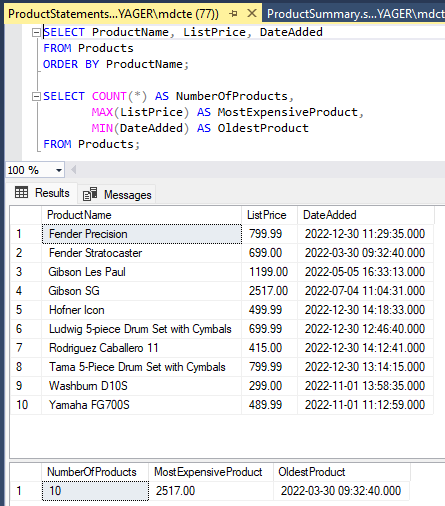 ProductStatements...YAGER\mdcte (77))
ProductSummary.s...YAGER\mdct
SELECT ProductName, ListPrice, DateAdded
FROM Products
ORDER BY ProductName;
SELECT COUNT(*) AS NumberOfProducts,
MAX(ListPrice) AS MostExpensiveProduct,
MIN(DateAdded) AS OldestProduct
FROM Products;
100 %
Results Messages
ProductName ListPrice DateAdded
1 Fender Precision 799.99 2022-12-30 11:29:35.000
2 Fender Stratocaster 699.00 2022-03-30 09:32:40.000
3 Gibson Les Paul 1199.00 2022-05-05 16:33:13.000
4 Gibson SG 2517.00 2022-07-04 11:04:31.000
5 Hofner Icon 499.99 2022-12-30 14:18:33.000
6 Ludwig 5-piece Drum Set with Cymbals 699.99 2022-12-30 12:46:40.000
7 Rodriguez Caballero 11 415.00 2022-12-30 14:12:41.000
8 Tama 5-Piece Drum Set with Cymbals 799.99 2022-12-30 13:14:15.000
9 Washburn D10S 299.00 2022-11-01 13:58:35.000
10 Yamaha FG700S 489.99 2022-11-01 11:12:59.000
NumberOfProducts MostExpensiveProduct OldestProduct
1 10 2517.00 2022-03-30 09:32:40.000